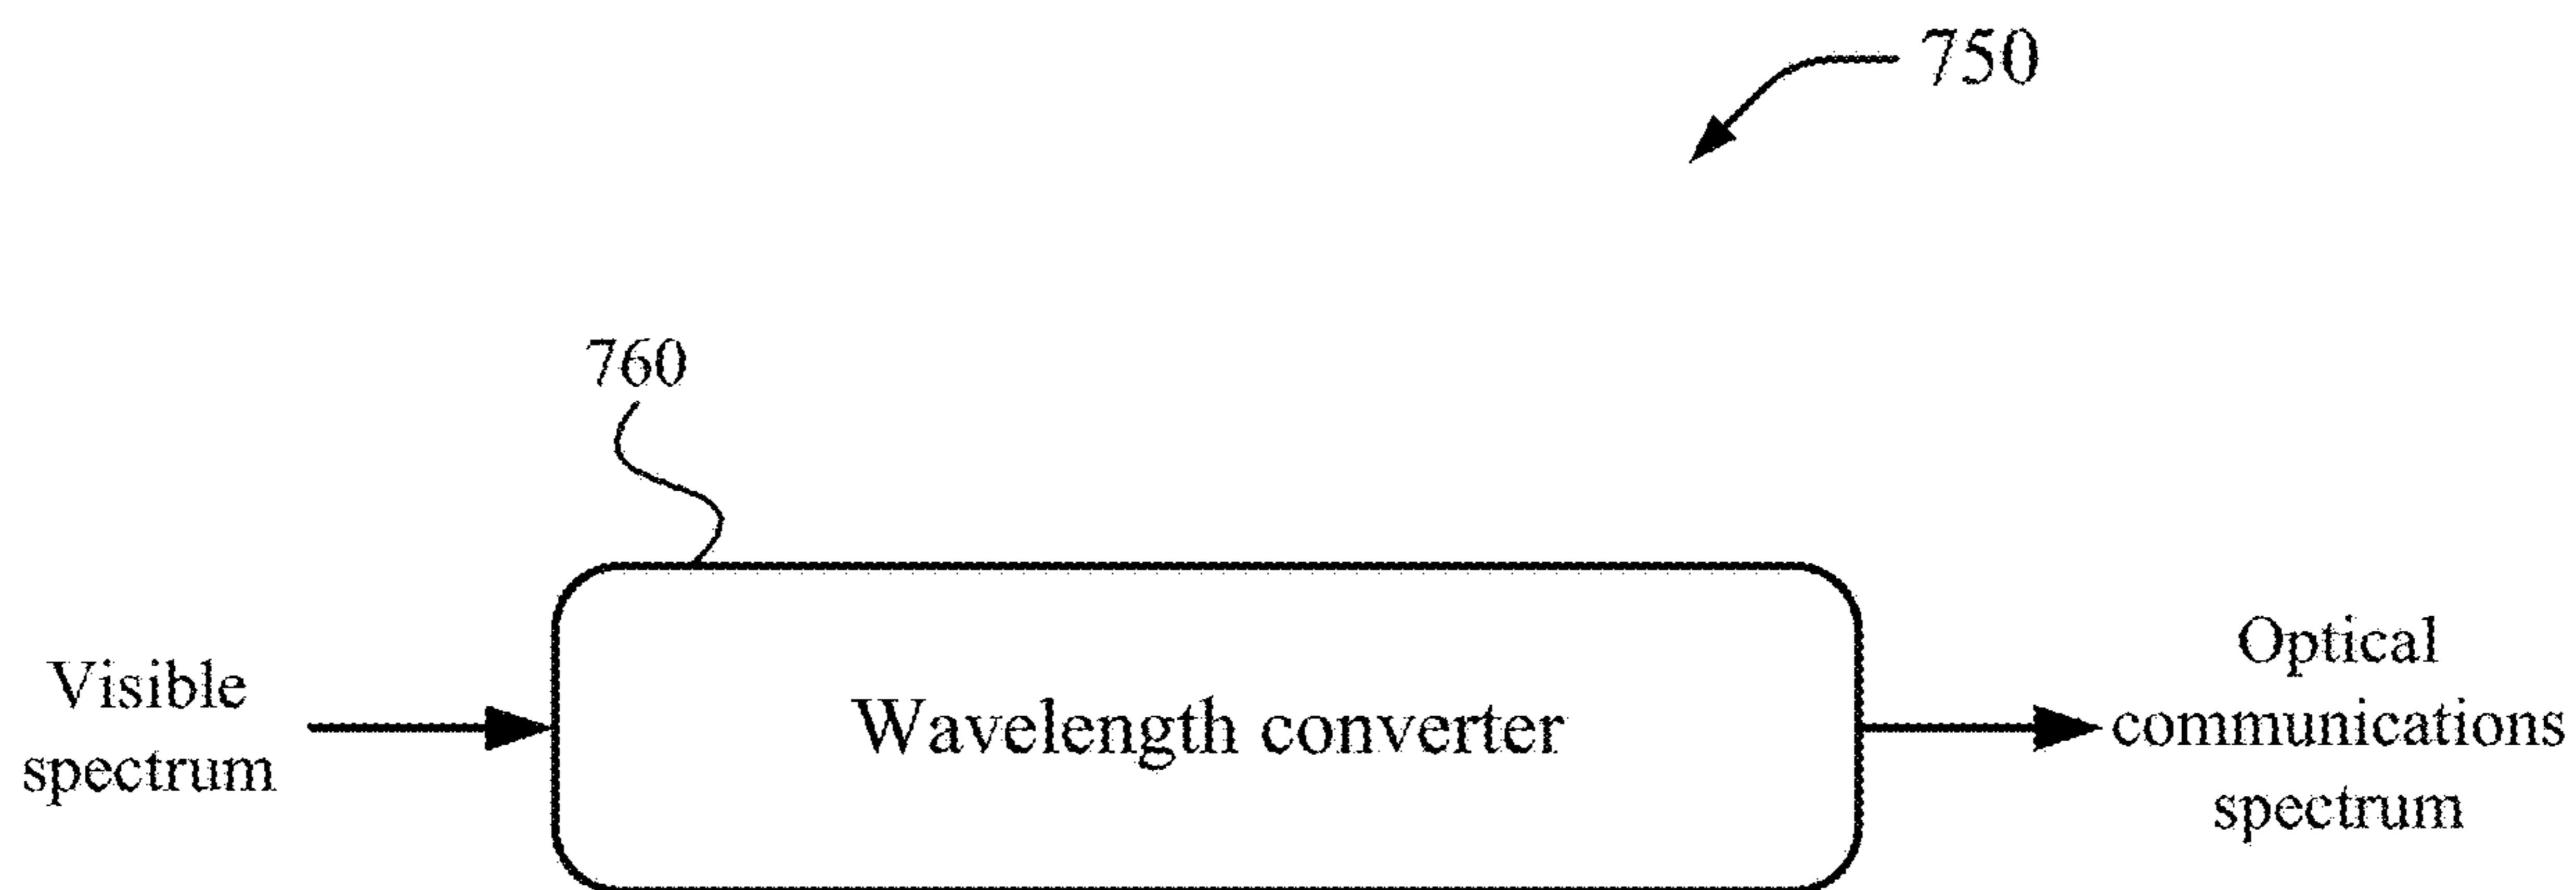 750
760
Visible
spectrum
Wavelength converter
Optical
communications
spectrum